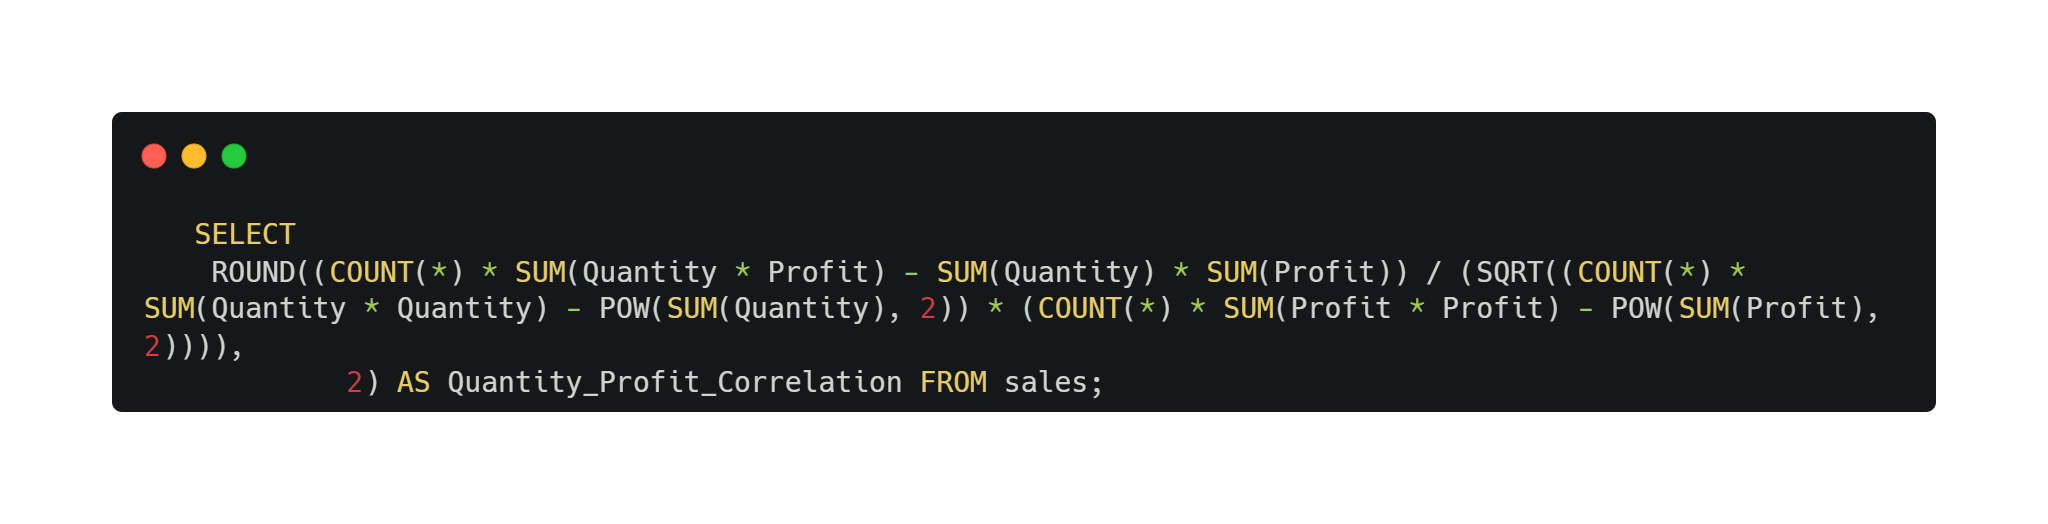 SELECT
ROUND((COUNT(*) * SUM(Quantity * Profit) - SUM(Quantity) * SUM(Profit)) / (SQRT((COUNT(*) *
SUM(Quantity * Quantity) - POW(SUM(Quantity), 2)) * (COUNT(*) * SUM(Profit * Profit) - POW(SUM(Profit),
2)))),
2) AS Quantity_Profit_Correlation FROM sales;